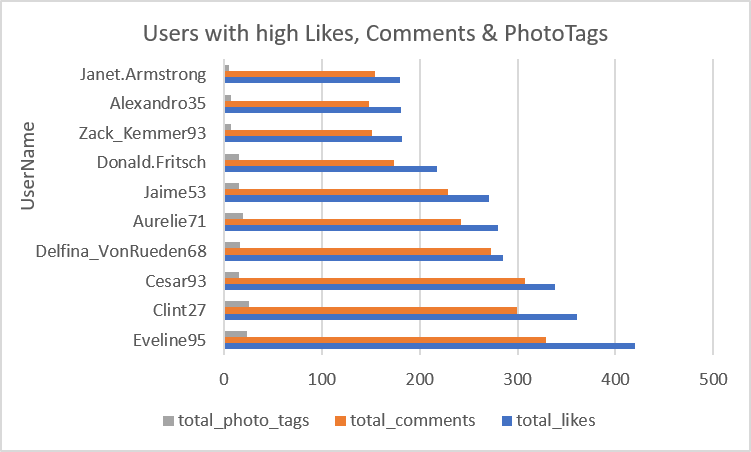 Users with high Likes, Comments & PhotoTags
UserName
Janet.Armstrong
Alexandro35
Zack_Kemmer93
Donald.Fritsch
Jaime53
Aurelie71
Delfina_VonRueden68
Cesar93
Clint27
Eveline95
0 100 200 300 400 500
total_photo_tags total_comments total_likes